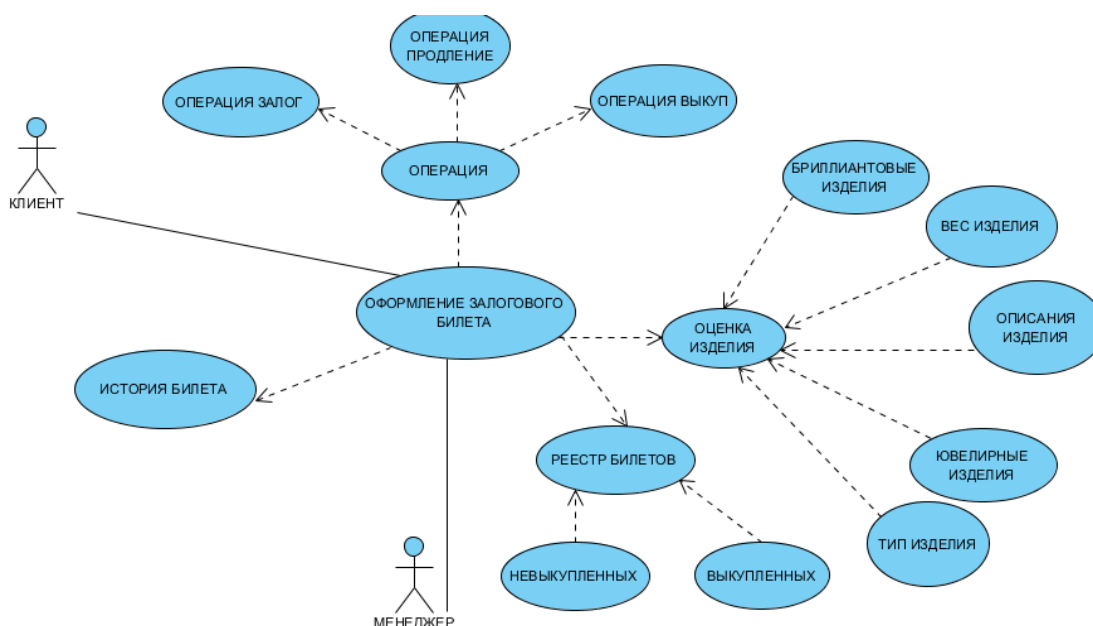 ОПЕРАЦИЯ
ПРОДЛЕНИЕ
ОПЕРАЦИЯ ЗАЛОГ
ОПЕРАЦИЯ ВЫКУП
ОПЕРАЦИЯ
КЛИЕНТ
БРИЛЛИАНТОВЫЕ
ИЗДЕЛИЯ
ВЕС ИЗДЕЛИЯ
ОФОРМЛЕНИЕ ЗАЛОГОВОГО
БИЛЕТА
ОЦЕНКА
ИЗДЕЛИЯ
ОПИСАНИЯ
ИЗДЕЛИЯ
ИСТОРИЯ БИЛЕТА
РЕЕСТР БИЛЕТОВ
ЮВЕЛИРНЫЕ
ИЗДЕЛИЯ
ТИП ИЗДЕЛИЯ
НЕВЫКУПЛЕННЫХ
ВЫКУПЛЕННЫХ
МЕНЕДЖЕР